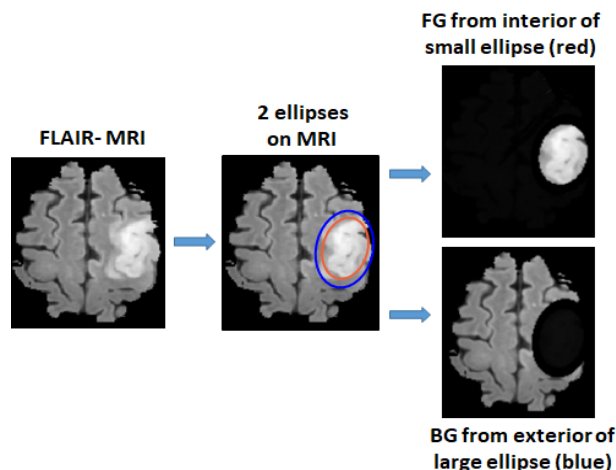 FG from interior of
small ellipse (red)
2 ellipses
on MRI
FLAIR- MRI
BG from exterior of
large ellipse (blue)